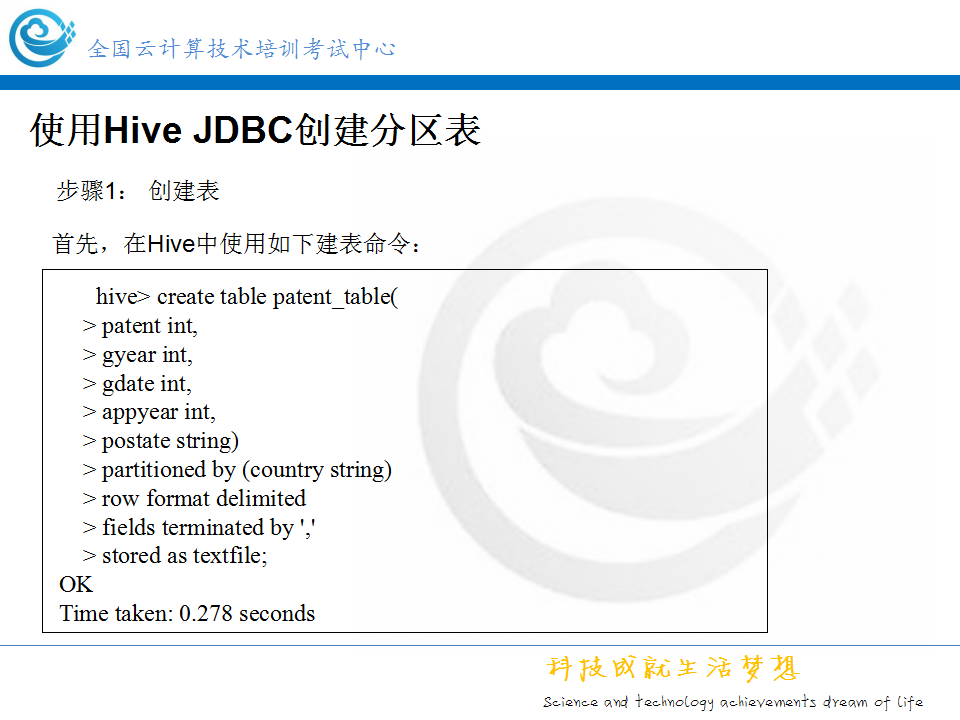 全国云计算技术培训考试中心
使用Hive JDBC创建分区表
步骤1： 创建表
首先，在Hive中使用如下建表命令：
hive> create table patent_table(
> patent int,
> gyear int,
> gdate int,
> appyear int,
> postate string)
> partitioned by (country string)
> row format delimited
> fields terminated by ','
> stored as textfile;
OK
Time taken: 0.278 seconds
科技成就生活梦想
Science and technology achievements dream of life